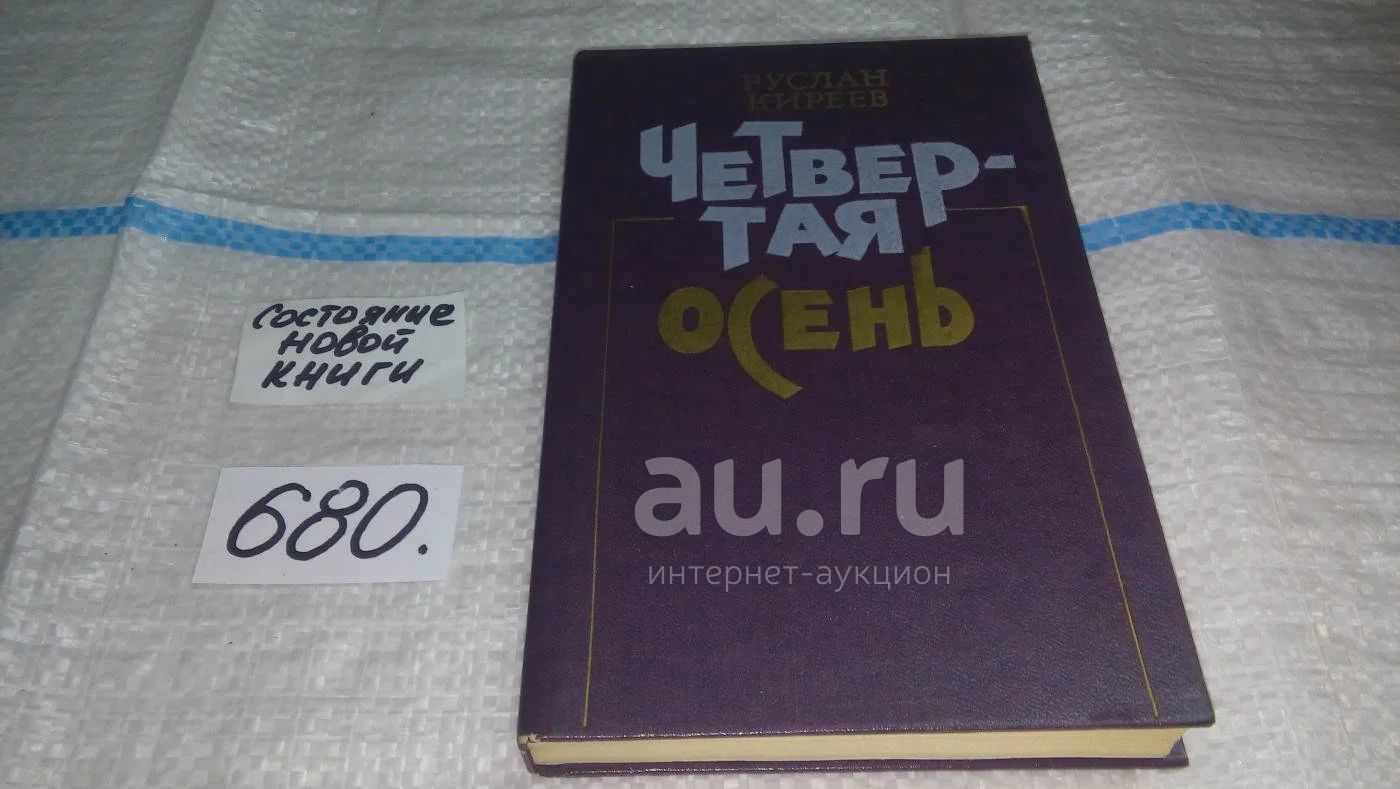 РУСЛАН
КИРЕЕВ
ЧЕТВЕР-
ТАЯ
ОСЕНЬ
состояние
новой
книги
680.
au.ru
интернет-аукцион